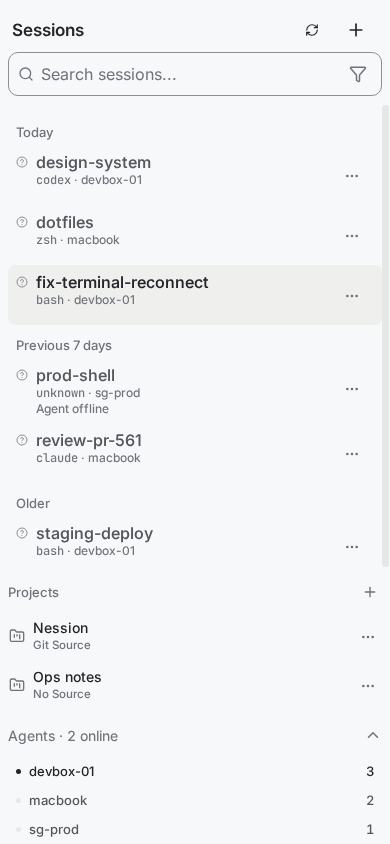 Sessions
Search sessions...
Today
design-system
codex · devbox-01
dotfiles
zsh · macbook
fix-terminal-reconnect
bash · devbox-01
Previous 7 days
prod-shell
unknown · sg-prod
Agent offline
review-pr-561
claude · macbook
Older
staging-deploy
bash · devbox-01
Projects
Nession
Git Source
Ops notes
No Source
Agents · 2 online
devbox-01 3
macbook 2
sg-prod 1